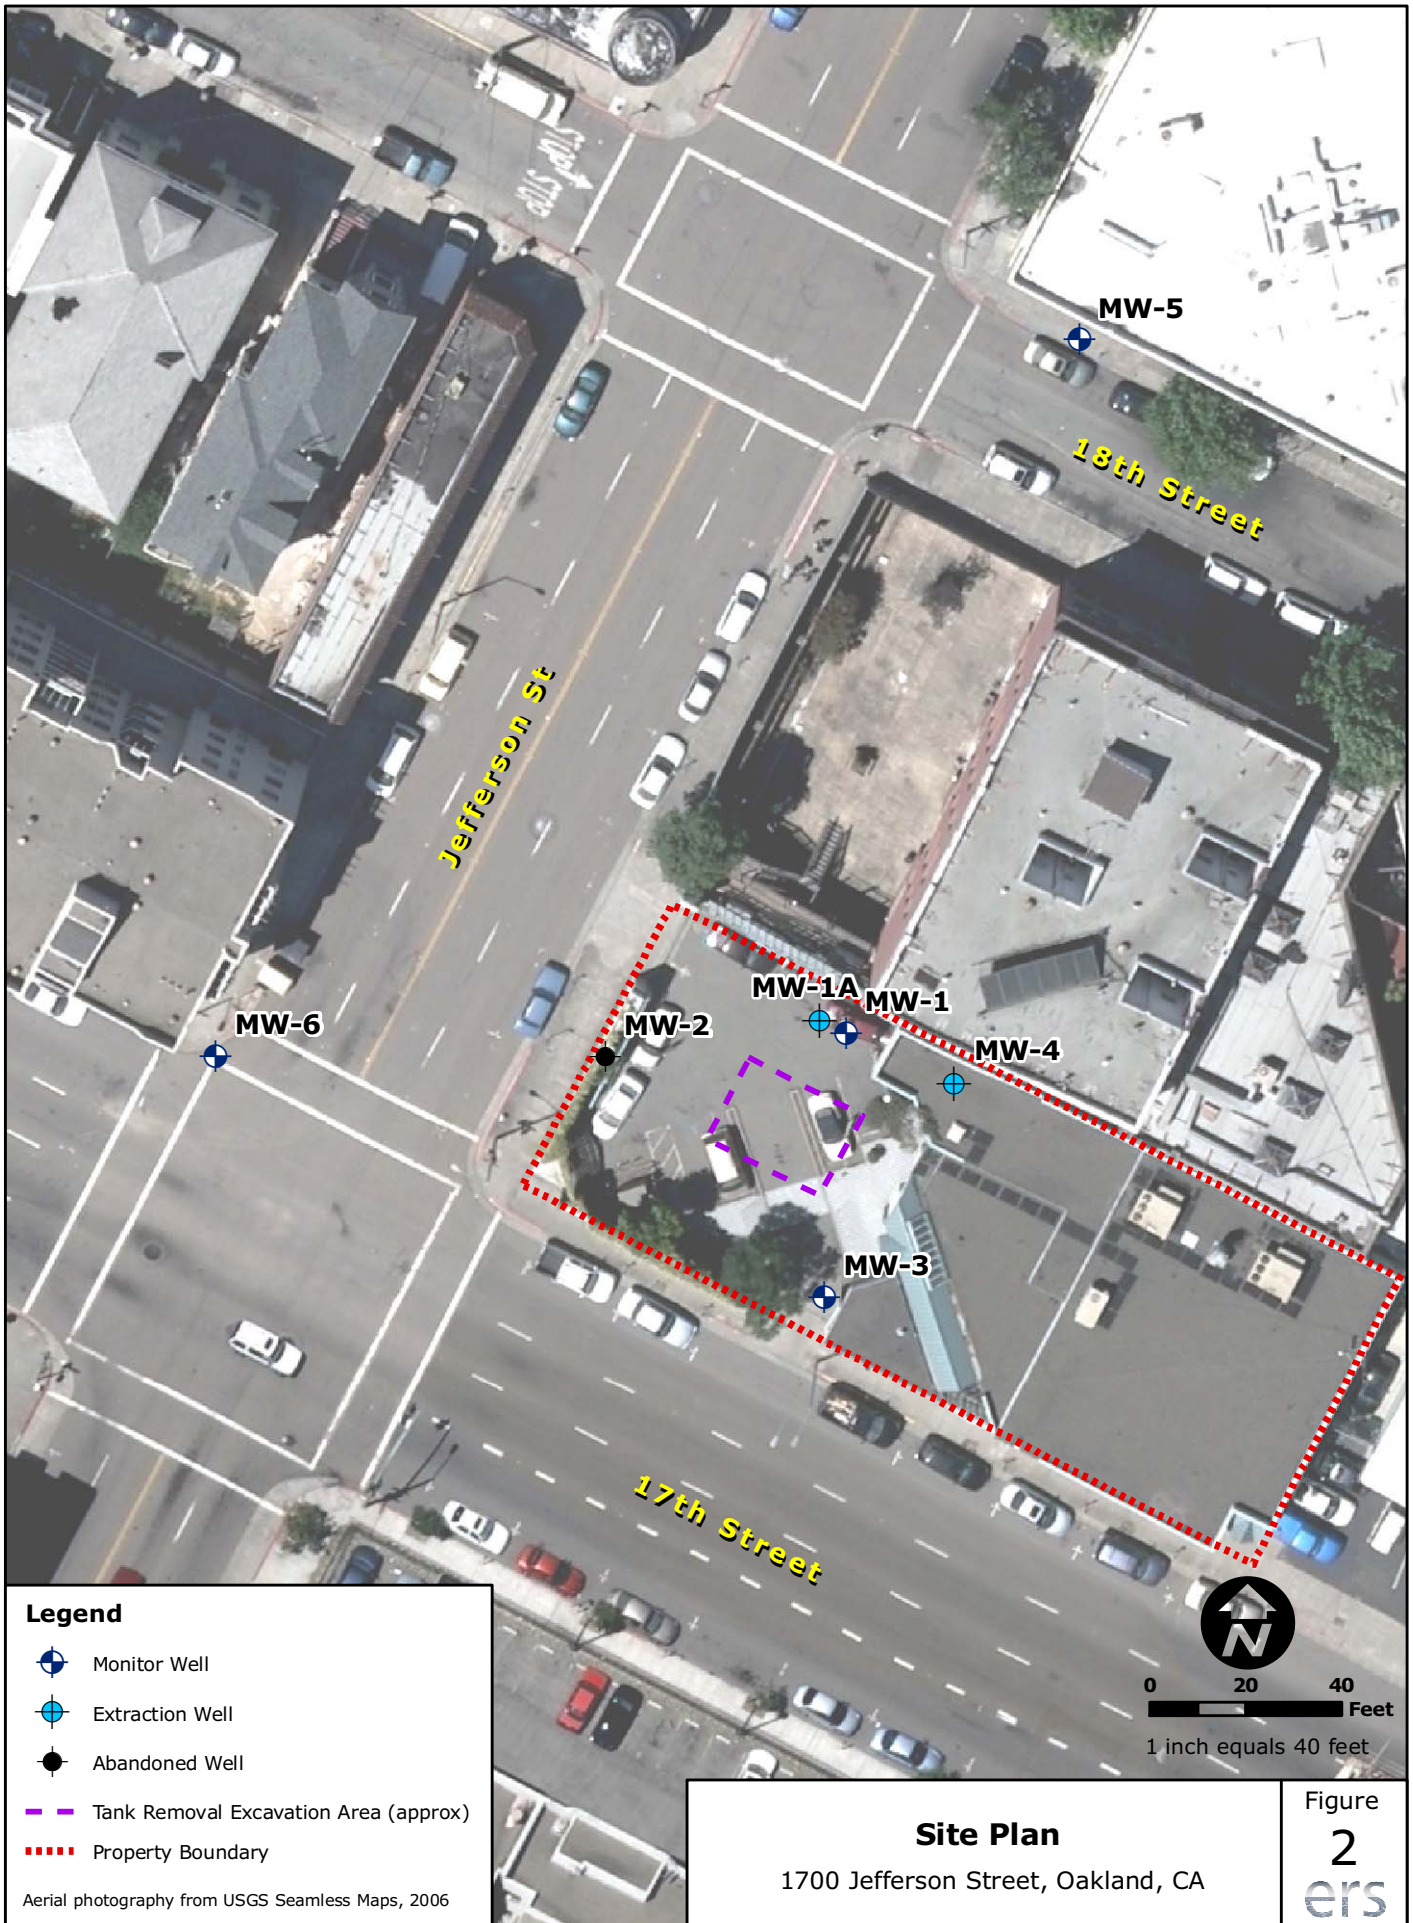 STOP STOP
MW-5
18th Street
Jefferson St
MW-1A
MW-1
MW-6
MW-2
MW-4
MW-3
17th Street
Legend
Monitor Well
Extraction Well
Abandoned Well
Tank Removal Excavation Area (approx)
Property Boundary
Aerial photography from USGS Seamless Maps, 2006
N
0 20 40
Feet
1 inch equals 40 feet
Site Plan
1700 Jefferson Street, Oakland, CA
Figure
2
ers